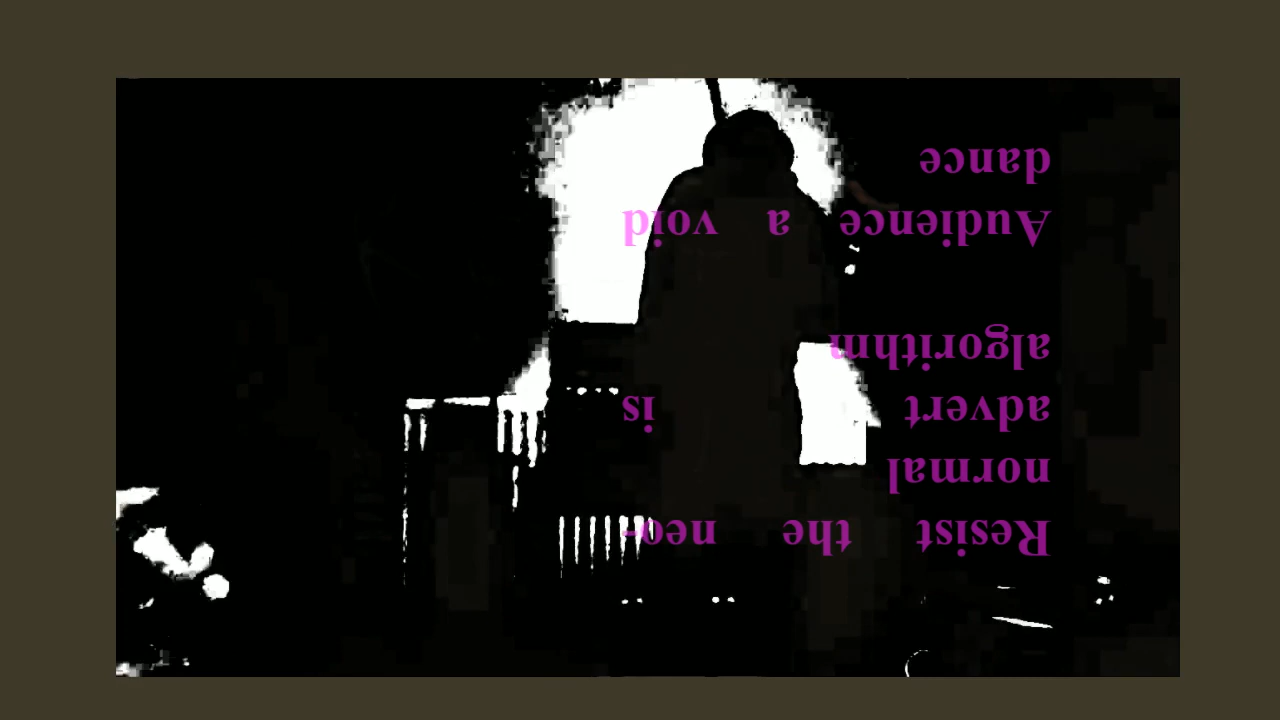 Resist the neo-
normal
advert is
algorithm
Audience a void
dance